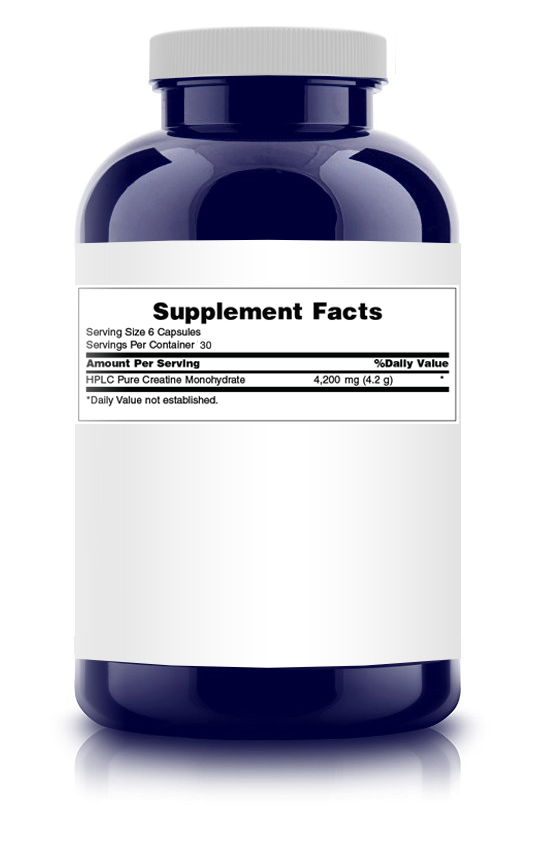 Supplement Facts
Serving Size 6 Capsules
Servings Per Container 30
Amount Per Serving %Daily Value
HPLC Pure Creatine Monohydrate 4,200 mg (4.2 g) *
*Daily Value not established.